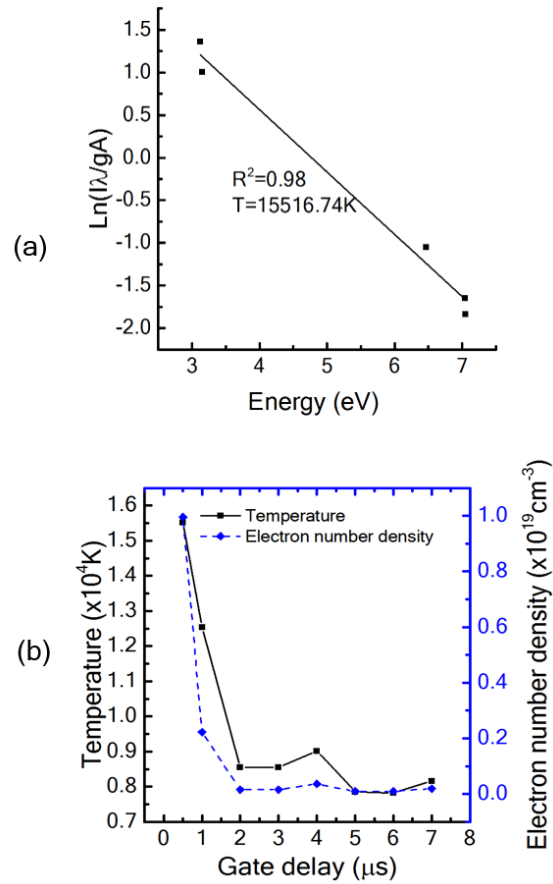 (a)
Ln(Iλ/gA)
1.5
1.0
0.5
0.0
-0.5
-1.0
-1.5
-2.0
R²=0.98
T=15516.74K
3 4 5 6 7
Energy (eV)
(b)
Temperature (x10⁴K)
1.6
1.5
1.4
1.3
1.2
1.1
1.0
0.9
0.8
0.7
Temperature
Electron number density
1.0
0.8
0.6
0.4
0.2
0.0
Electron number density (x10¹⁹cm⁻³)
0 1 2 3 4 5 6 7 8
Gate delay (μs)